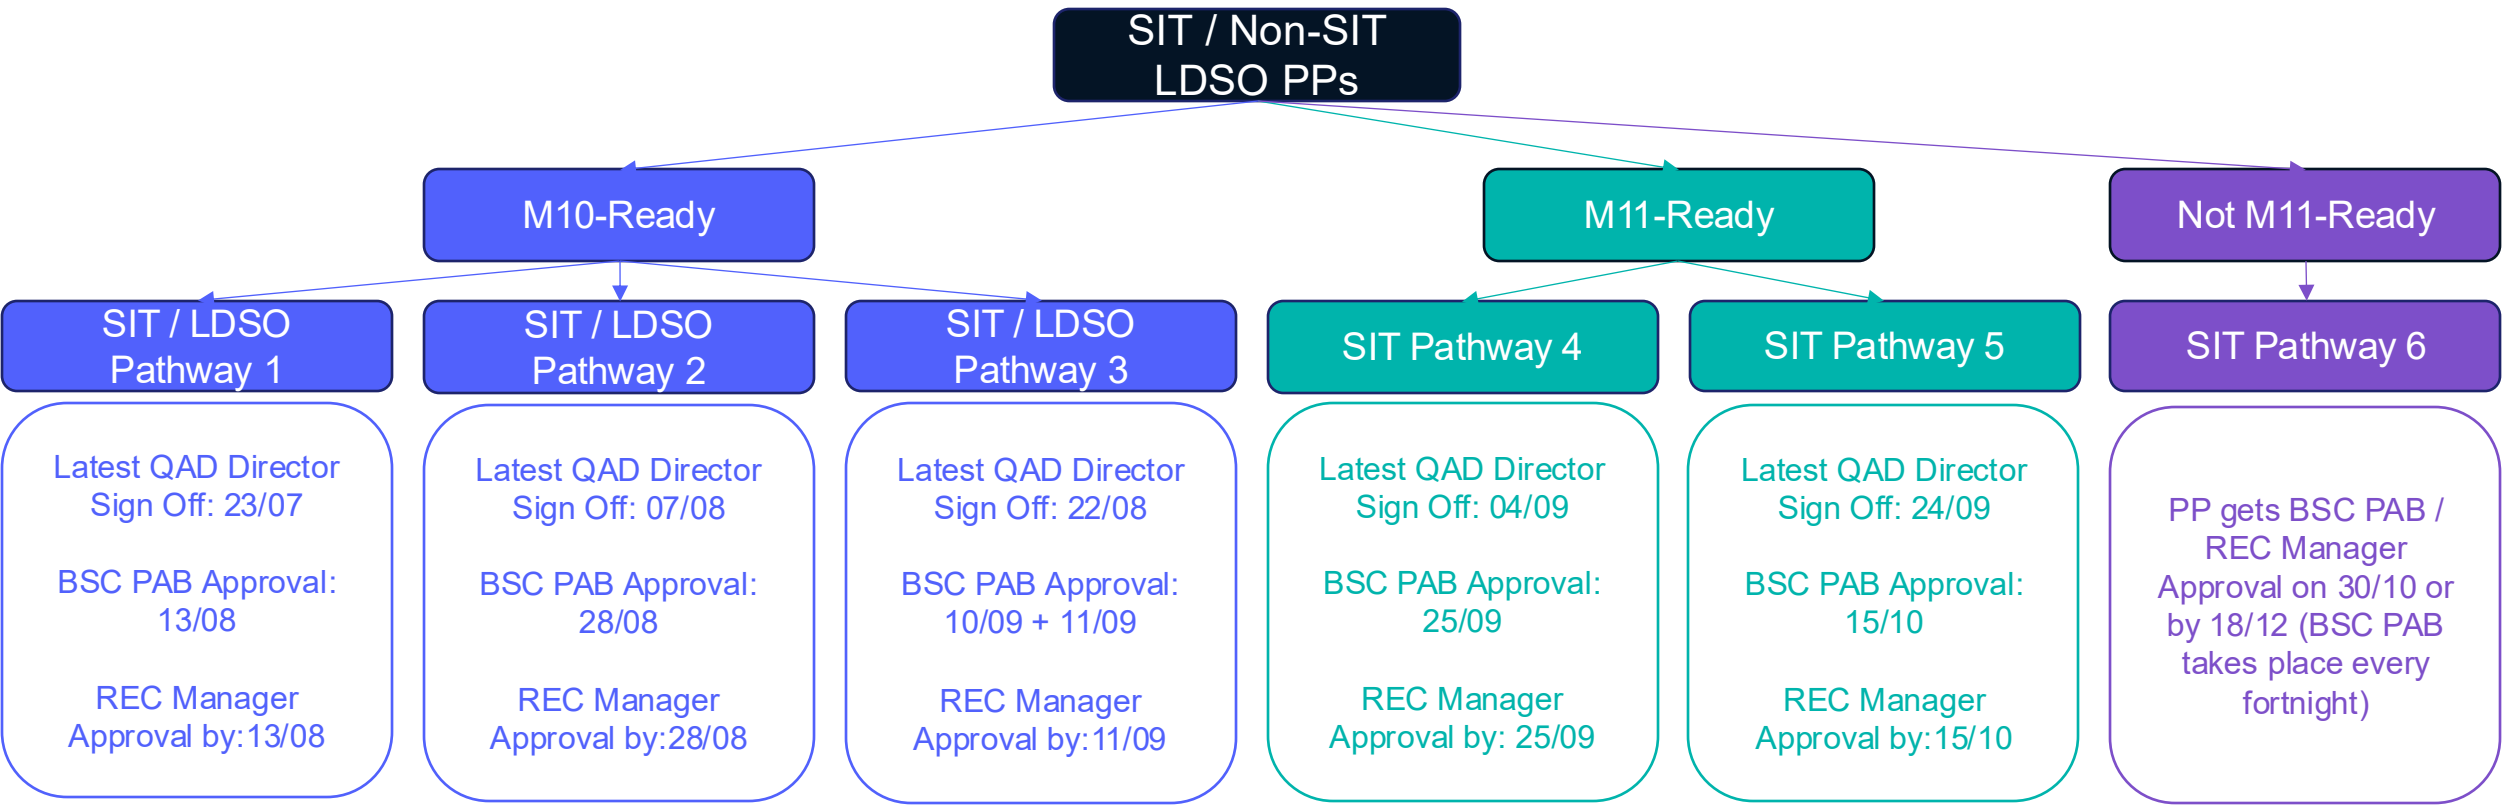 SIT / Non-SIT
LDSO PPs
M10-Ready
M11-Ready
Not M11-Ready
SIT / LDSO
Pathway 1
SIT / LDSO
Pathway 2
SIT / LDSO
Pathway 3
SIT Pathway 4
SIT Pathway 5
SIT Pathway 6
Latest QAD Director
Sign Off: 23/07
BSC PAB Approval:
13/08
REC Manager
Approval by:13/08
Latest QAD Director
Sign Off: 07/08
BSC PAB Approval:
28/08
REC Manager
Approval by:28/08
Latest QAD Director
Sign Off: 22/08
BSC PAB Approval:
10/09 + 11/09
REC Manager
Approval by:11/09
Latest QAD Director
Sign Off: 04/09
BSC PAB Approval:
25/09
REC Manager
Approval by: 25/09
Latest QAD Director
Sign Off: 24/09
BSC PAB Approval:
15/10
REC Manager
Approval by:15/10
PP gets BSC PAB /
REC Manager
Approval on 30/10 or
by 18/12 (BSC PAB
takes place every
fortnight)